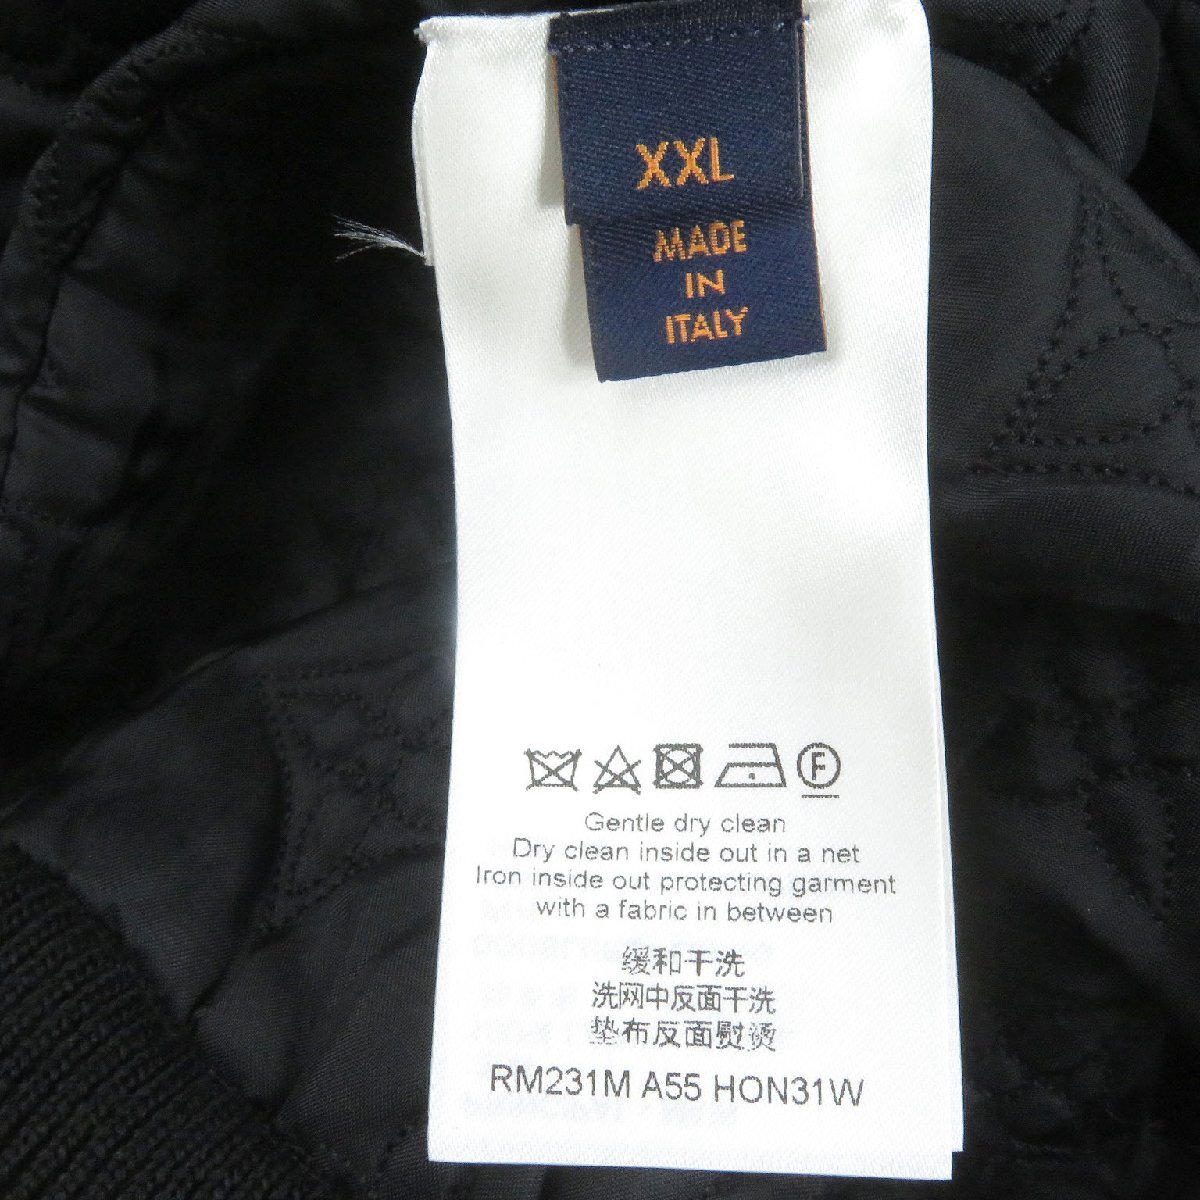 XXL
MADE
IN
ITALY
F
Gentle dry clean
Dry clean inside out in a net
Iron inside out protecting garment
with a fabric in between
缓和干洗
洗网中反面干洗
垫布反面熨烫
RM231M A55 HON31W